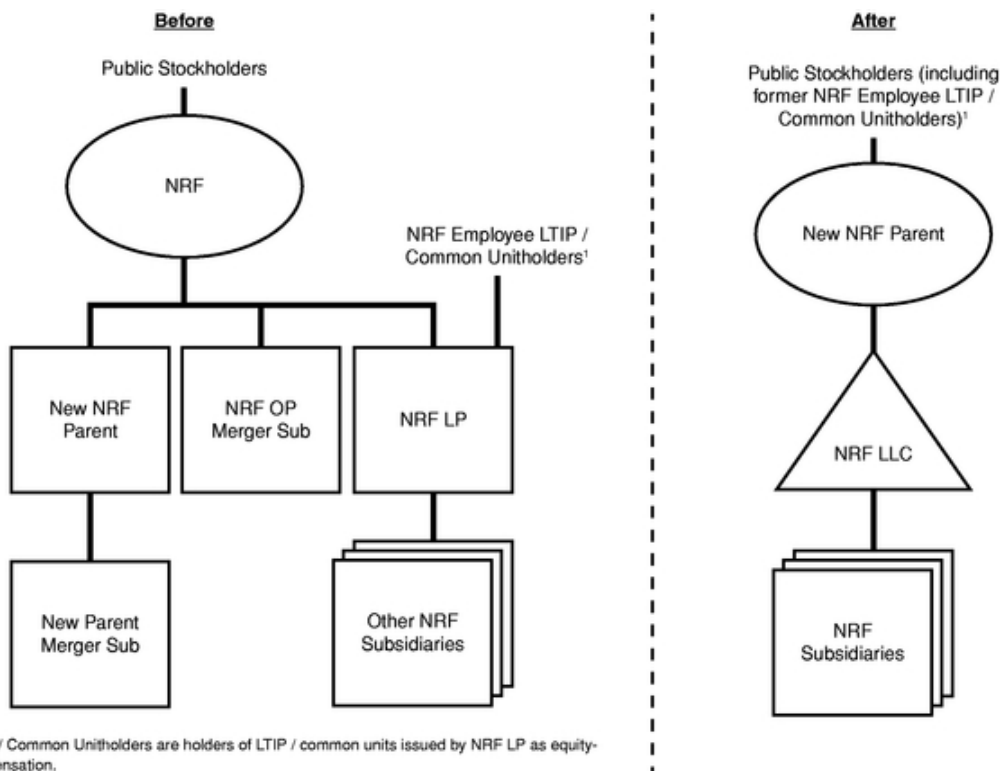 Before
Public Stockholders
NRF
NRF Employee LTIP /
Common Unitholders¹
New NRF
Parent
NRF OP
Merger Sub
NRF LP
New Parent
Merger Sub
Other NRF
Subsidiaries
/ Common Unitholders are holders of LTIP / common units issued by NRF LP as equity-
After
Public Stockholders (including
former NRF Employee LTIP /
Common Unitholders)¹
New NRF Parent
NRF LLC
NRF
Subsidiaries